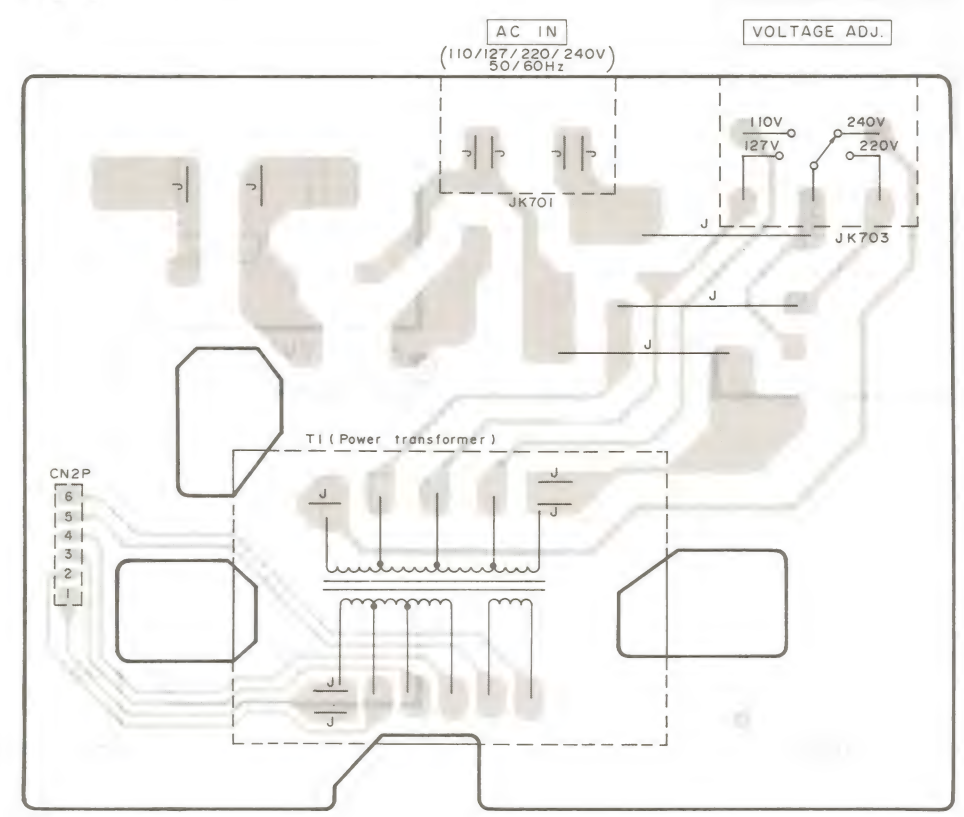 AC IN
VOLTAGE ADJ.
(110/127/220/240V)
50/60Hz
110V
240V
127V
220V
J
J
J
J
J
J
JK701
J
JK703
J
J
T1 (Power transformer)
CN2P
6
5
4
3
2
1
J
J
J
J
J